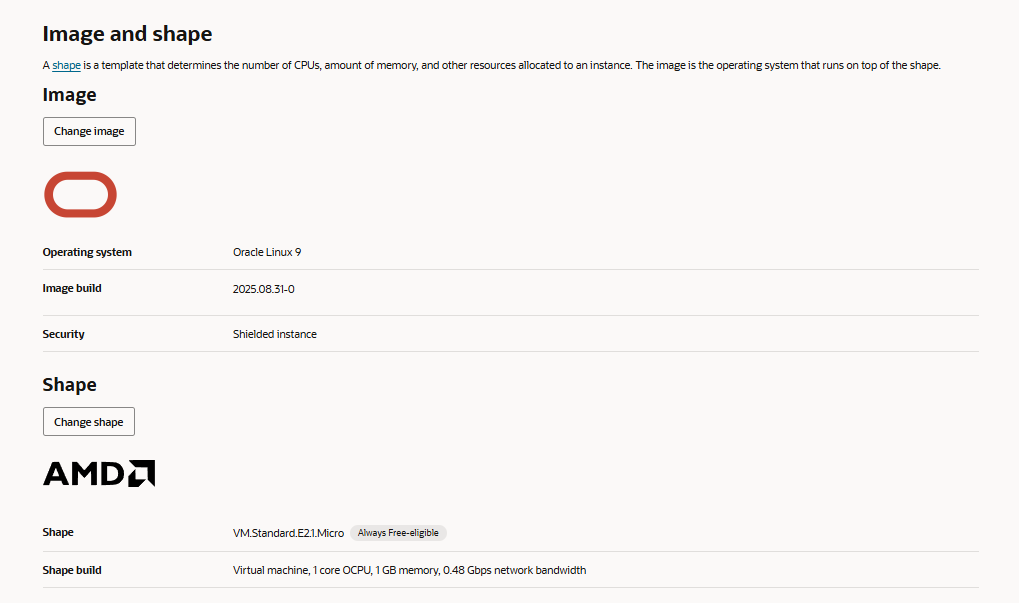 Image and shape
A shape is a template that determines the number of CPUs, amount of memory, and other resources allocated to an instance. The image is the operating system that runs on top of the shape.
Image
Change image
Operating system Oracle Linux 9
Image build 2025.08.31-0
Security Shielded instance
Shape
Change shape
AMD
Shape VM.Standard.E2.1.Micro Always Free-eligible
Shape build Virtual machine, 1 core OCPU, 1 GB memory, 0.48 Gbps network bandwidth